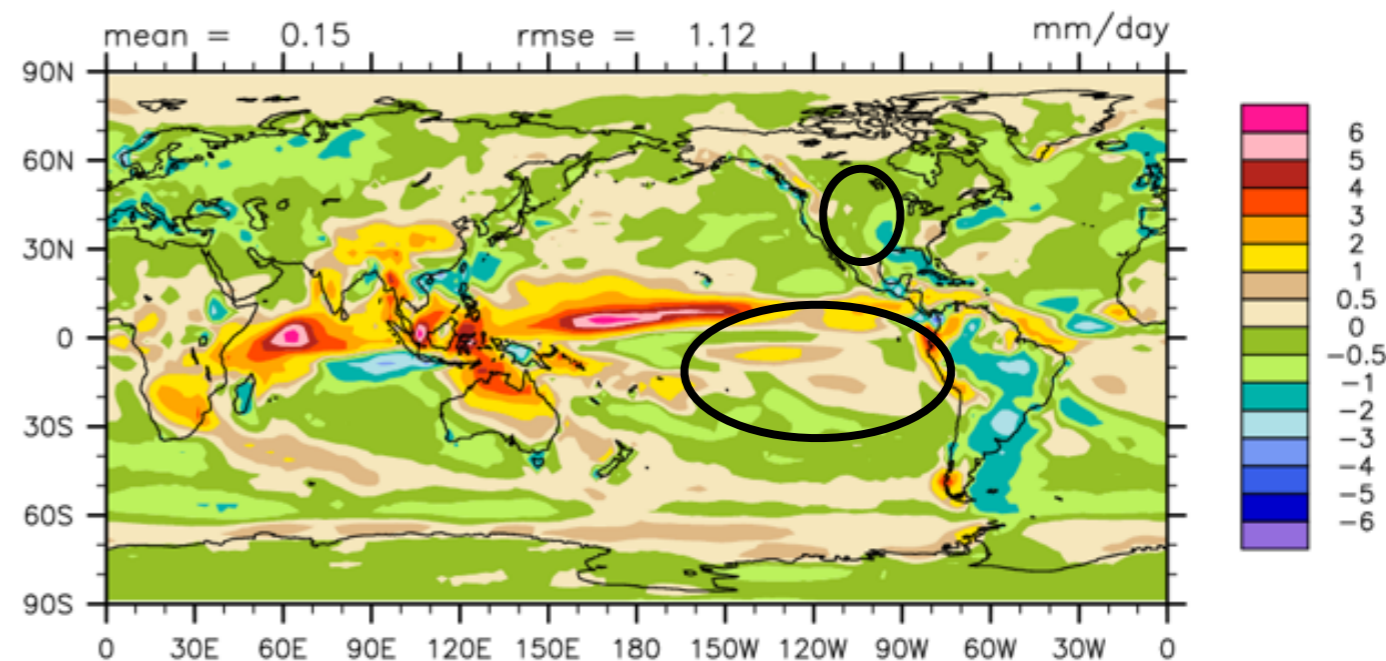 mean = 0.15 rmse = 1.12 mm/day
90N
60N
30N
0
30S
60S
90S
0 30E 60E 90E 120E 150E 180 150W 120W 90W 60W 30W 0
6
5
4
3
2
1
0.5
0
−0.5
−1
−2
−3
−4
−5
−6